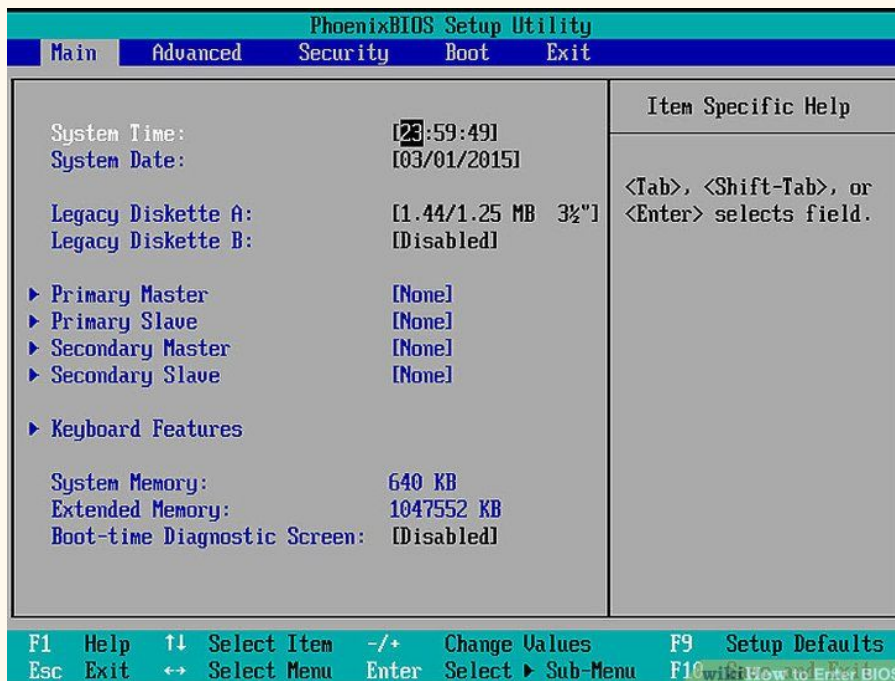 PhoenixBIOS Setup Utility
Main Advanced Security Boot Exit
Item Specific Help
System Time: [23:59:49]
System Date: [03/01/2015]
<Tab>, <Shift-Tab>, or
<Enter> selects field.
Legacy Diskette A: [1.44/1.25 MB 3½"]
Legacy Diskette B: [Disabled]
Primary Master [None]
Primary Slave [None]
Secondary Master [None]
Secondary Slave [None]
Keyboard Features
System Memory: 640 KB
Extended Memory: 1047552 KB
Boot-time Diagnostic Screen: [Disabled]
F1 Help ↑↓ Select Item -/+ Change Values F9 Setup Defaults
Esc Exit ↔ Select Menu Enter Select ▶ Sub-Menu F10
wikiHow to Enter BIO